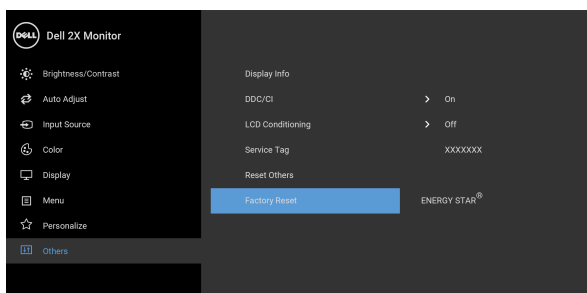 DELL Dell 2X Monitor
Brightness/Contrast
Display Info
Auto Adjust DDC/CI On
Input Source LCD Conditioning Off
Color Service Tag XXXXXXX
Display Reset Others
Menu Factory Reset ENERGY STAR®
Personalize
Others